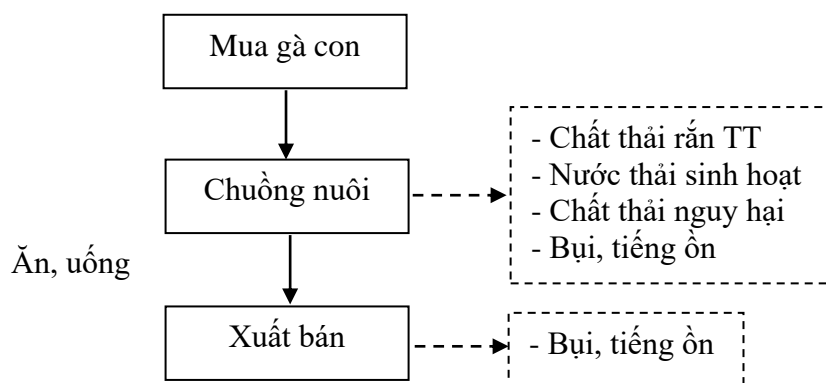 Mua gà con
Chuồng nuôi
- Chất thải rắn TT
- Nước thải sinh hoạt
- Chất thải nguy hại
- Bụi, tiếng ồn
Ăn, uống
Xuất bán
- Bụi, tiếng ồn